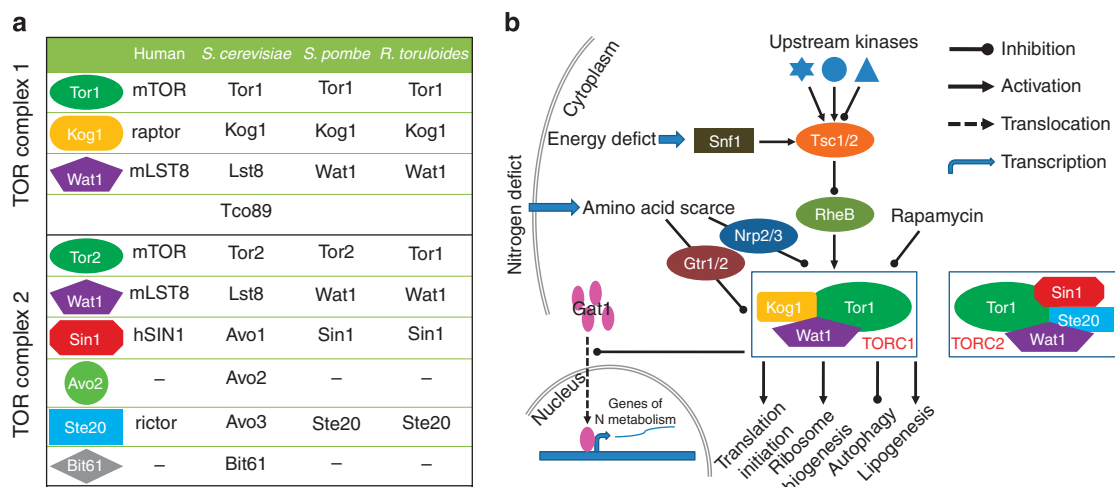 a
Human S. cerevisiae S. pombe R. toruloides
TOR complex 1
Tor1 mTOR Tor1 Tor1 Tor1
Kog1 raptor Kog1 Kog1 Kog1
Wat1 mLST8 Lst8 Wat1 Wat1
Tco89
TOR complex 2
Tor2 mTOR Tor2 Tor2 Tor1
Wat1 mLST8 Lst8 Wat1 Wat1
Sin1 hSIN1 Avo1 Sin1 Sin1
Avo2 – Avo2 – –
Ste20 rictor Avo3 Ste20 Ste20
Bit61 – Bit61 – –
b
Upstream kinases
Inhibition
Activation
Translocation
Transcription
Cytoplasm
Energy deficit
Snf1
Tsc1/2
Nitrogen deficit
Amino acid scarce
RheB
Rapamycin
Nrp2/3
Gtr1/2
Gat1
Kog1
Tor1
Wat1
TORC1
Tor1
Sin1
Ste20
Wat1
TORC2
Nucleus
Genes of
N metabolism
Translation
initiation
Ribosome
biogenesis
Autophagy
Lipogenesis